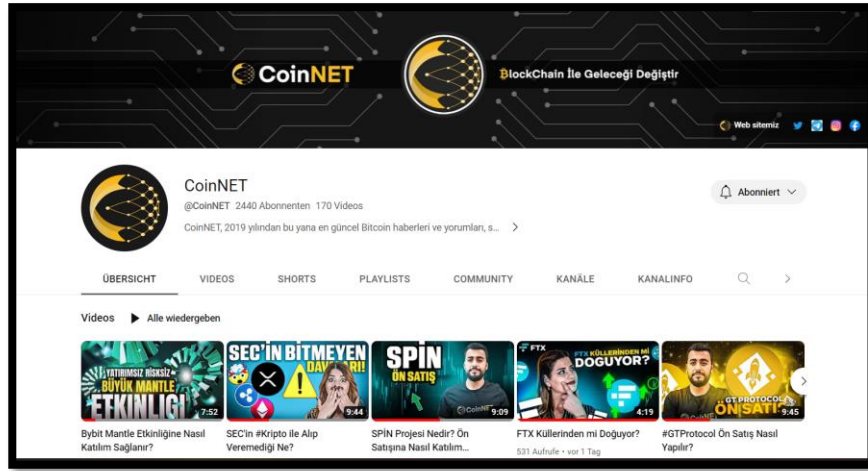 CoinNET
BlockChain İle Geleceği Değiştir
Web sitemiz
CoinNET
@CoinNET 2440 Abonnenten 170 Videos
CoinNET, 2019 yılından bu yana en güncel Bitcoin haberleri ve yorumları, s...
Abonniert
ÜBERSICHT VIDEOS SHORTS PLAYLISTS COMMUNITY KANÄLE KANALINFO
Videos Alle wiedergeben
YATIRIMSIZ RİSKSİZ
BÜYÜK MANTLE
ETKİNLİĞİ
7:52
SEC'İN BİTMEYEN
DAVALARI!
9:44
SPİN
ÖN SATIŞ
CoinNET
9:09
FTX
FTX KÜLLERİNDEN Mİ
DOĞUYOR?
4:19
GT PROTOCOL
ÖN SATIŞ
9:45
Bybit Mantle Etkinliğine Nasıl
Katılım Sağlanır?
SEC'in #Kripto ile Alıp
Veremediği Ne?
SPİN Projesi Nedir? Ön
Satışına Nasıl Katılım...
FTX Küllerinden mi Doğuyor?
531 Aufrufe • vor 1 Tag
#GTProtocol Ön Satış Nasıl
Yapılır?